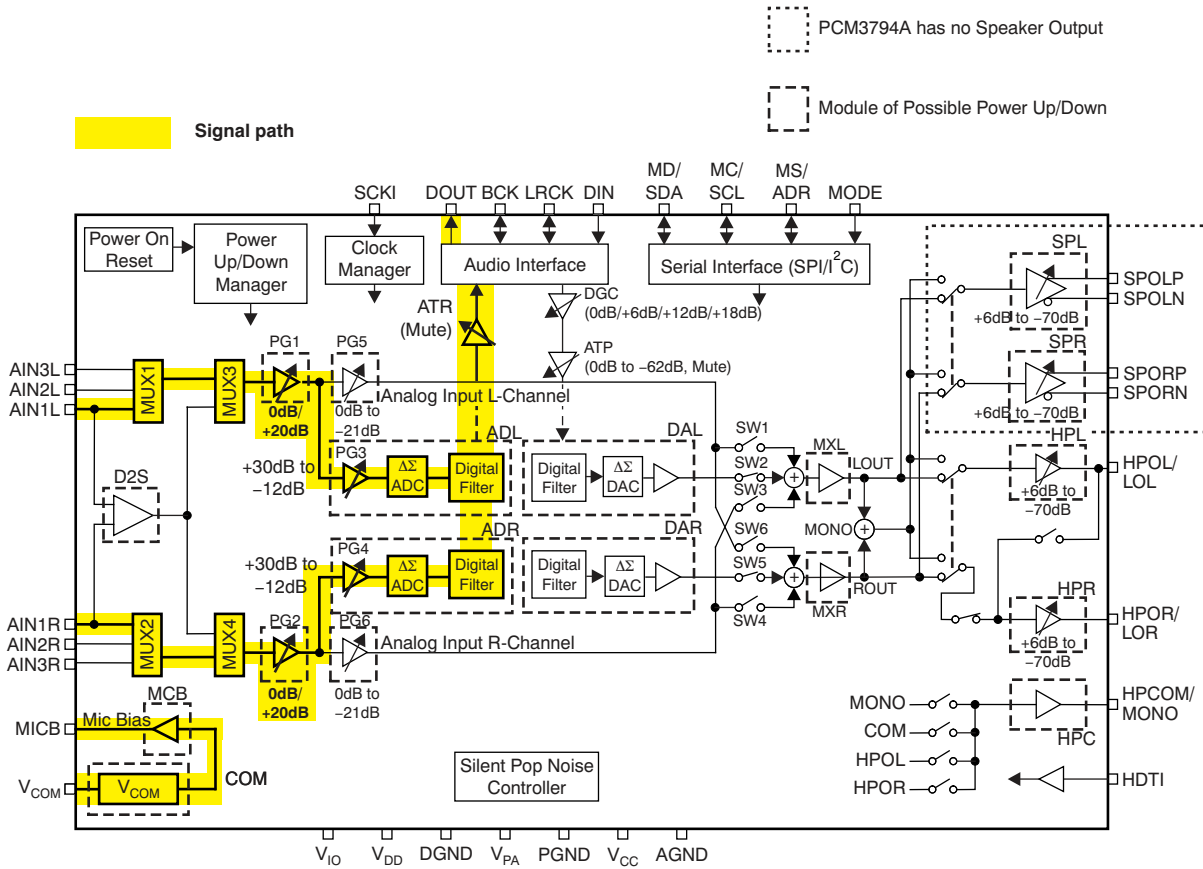 PCM3794A has no Speaker Output
Module of Possible Power Up/Down
Signal path
SCKI
DOUT
BCK
LRCK
DIN
MD/
SDA
MC/
SCL
MS/
ADR
MODE
Power On
Reset
Power
Up/Down
Manager
Clock
Manager
Audio Interface
Serial Interface (SPI/I²C)
SPL
SPOLP
SPOLN
+6dB to −70dB
ATR
(Mute)
DGC
(0dB/+6dB/+12dB/+18dB)
ATP
(0dB to −62dB, Mute)
SPR
SPORP
SPORN
+6dB to −70dB
AIN3L
AIN2L
AIN1L
MUX1
MUX3
PG1
0dB/
+20dB
PG5
0dB to
−21dB
Analog Input L-Channel
ADL
DAL
+30dB to
−12dB
PG3
ΔΣ
ADC
Digital
Filter
Digital
Filter
ΔΣ
DAC
SW1
SW2
SW3
SW6
SW5
SW4
MXL
LOUT
MONO
ROUT
MXR
HPL
HPOL/
LOL
+6dB to
−70dB
D2S
ADR
DAR
+30dB to
−12dB
PG4
ΔΣ
ADC
Digital
Filter
Digital
Filter
ΔΣ
DAC
AIN1R
AIN2R
AIN3R
MUX2
MUX4
PG2
0dB/
+20dB
PG6
0dB to
−21dB
Analog Input R-Channel
HPR
HPOR/
LOR
+6dB to
−70dB
MCB
MICB
Mic Bias
COM
VCOM
VCOM
Silent Pop Noise
Controller
MONO
COM
HPOL
HPOR
HPCOM/
MONO
HPC
HDTI
VIO
VDD
DGND
VPA
PGND
VCC
AGND